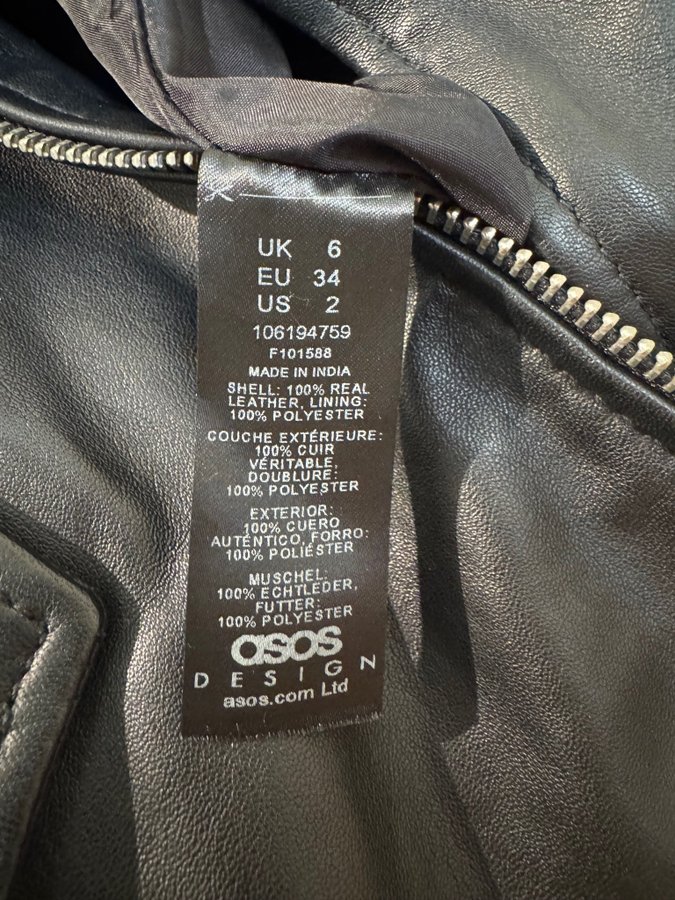 UK 6
EU 34
US 2
106194759
F101588
MADE IN INDIA
SHELL: 100% REAL
LEATHER, LINING:
100% POLYESTER
COUCHE EXTÉRIEURE:
100% CUIR
VÉRITABLE,
DOUBLURE:
100% POLYESTER
EXTERIOR:
100% CUERO
AUTÉNTICO, FORRO:
100% POLIÉSTER
MUSCHEL:
100% ECHTLEDER,
FUTTER:
100% POLYESTER
asos
DESIGN
asos.com Ltd